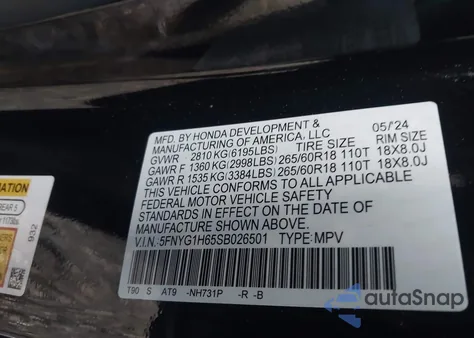 MFD. BY HONDA DEVELOPMENT & 05/24
MANUFACTURING OF AMERICA, LLC
TIRE SIZE RIM SIZE
GVWR 2810 KG(6195LBS)
GAWR F 1360 KG(2998LBS) 265/60R18 110T 18X8.0J
GAWR R 1535 KG(3384LBS) 265/60R18 110T 18X8.0J
THIS VEHICLE CONFORMS TO ALL APPLICABLE
FEDERAL MOTOR VEHICLE SAFETY
STANDARDS IN EFFECT ON THE DATE OF
MANUFACTURE SHOWN ABOVE.
V.I.N.: 5FNYG1H65SB026501 TYPE: MPV
T90 S AT9 -NH731P -R -B
932
REAR 5
autoSnap